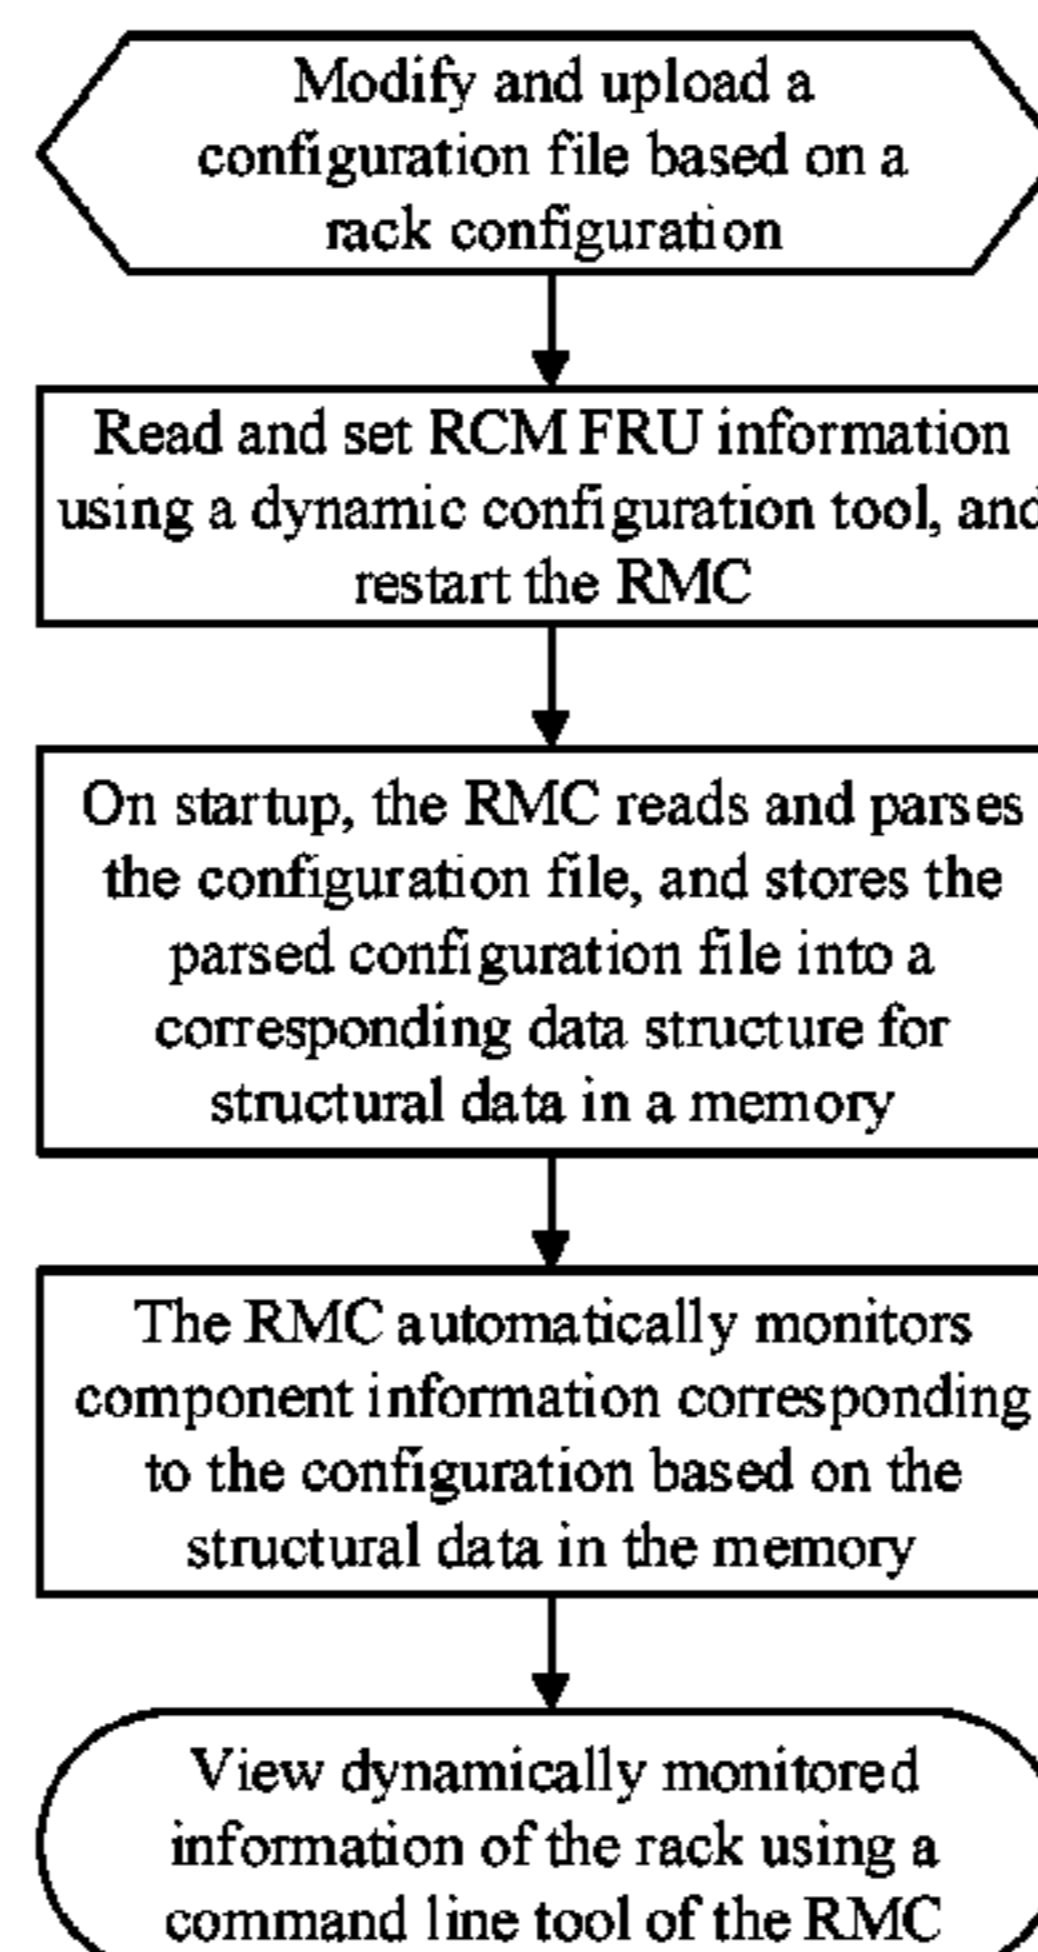 Modify and upload a
configuration file based on a
rack configuration
Read and set RCM FRU information
using a dynamic configuration tool, and
restart the RMC
On startup, the RMC reads and parses
the configuration file, and stores the
parsed configuration file into a
corresponding data structure for
structural data in a memory
The RMC automatically monitors
component information corresponding
to the configuration based on the
structural data in the memory
View dynamically monitored
information of the rack using a
command line tool of the RMC